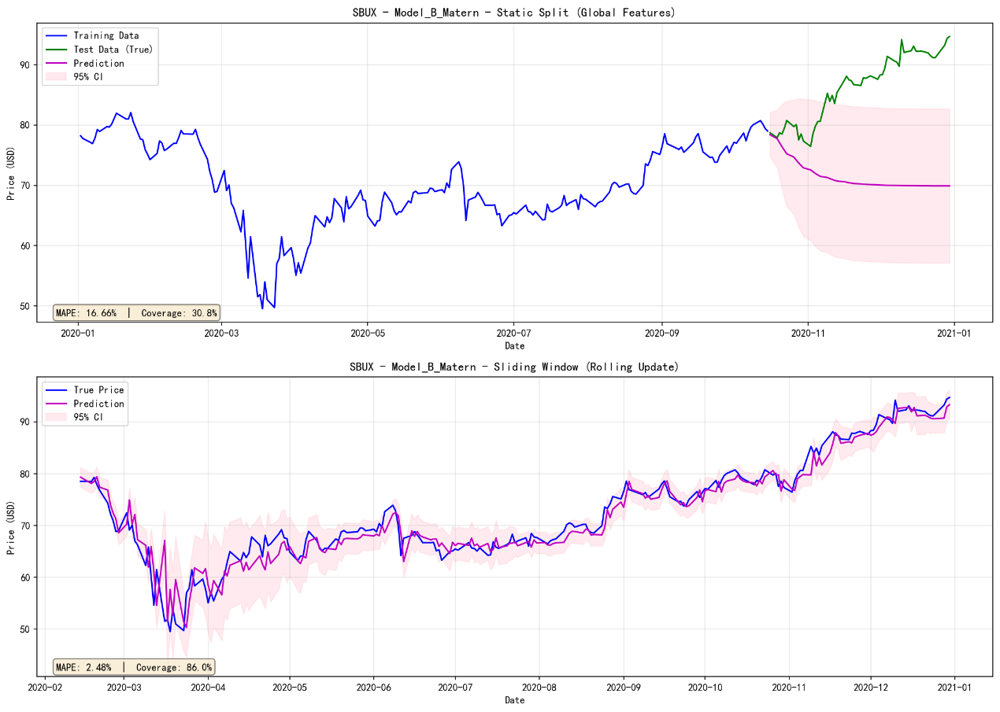 SBUX - Model_B_Matern - Static Split (Global Features)
Training Data
Test Data (True)
Prediction
95% CI
90
80
70
60
50
Price (USD)
MAPE: 16.66% | Coverage: 30.8%
2020-01 2020-03 2020-05 2020-07 2020-09 2020-11 2021-01
Date
SBUX - Model_B_Matern - Sliding Window (Rolling Update)
True Price
Prediction
95% CI
90
80
70
60
50
Price (USD)
MAPE: 2.48% | Coverage: 86.0%
2020-02 2020-03 2020-04 2020-05 2020-06 2020-07 2020-08 2020-09 2020-10 2020-11 2020-12 2021-01
Date